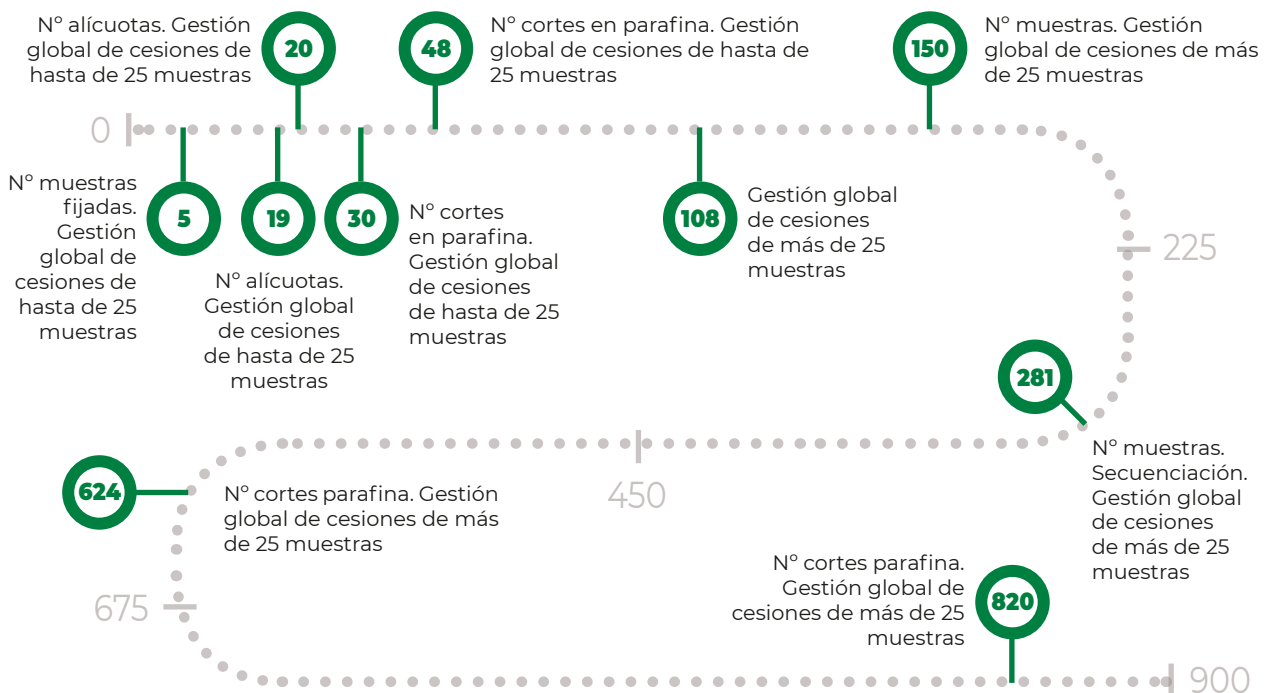 Nº alícuotas. Gestión
global de cesiones de
hasta de 25 muestras
20
48
Nº cortes en parafina. Gestión
global de cesiones de hasta de
25 muestras
150
Nº muestras. Gestión
global de cesiones de más
de 25 muestras
0
Nº muestras
fijadas.
Gestión
global de
cesiones de
hasta de 25
muestras
5
19
Nº alícuotas.
Gestión global
de cesiones
de hasta de 25
muestras
30
Nº cortes
en parafina.
Gestión global
de cesiones
de hasta de 25
muestras
108
Gestión global
de cesiones
de más de 25
muestras
225
281
Nº muestras.
Secuenciación.
Gestión global
de cesiones
de más de 25
muestras
450
624
Nº cortes parafina. Gestión
global de cesiones de más
de 25 muestras
675
Nº cortes parafina.
Gestión global de
cesiones de más de 25
muestras
820
900